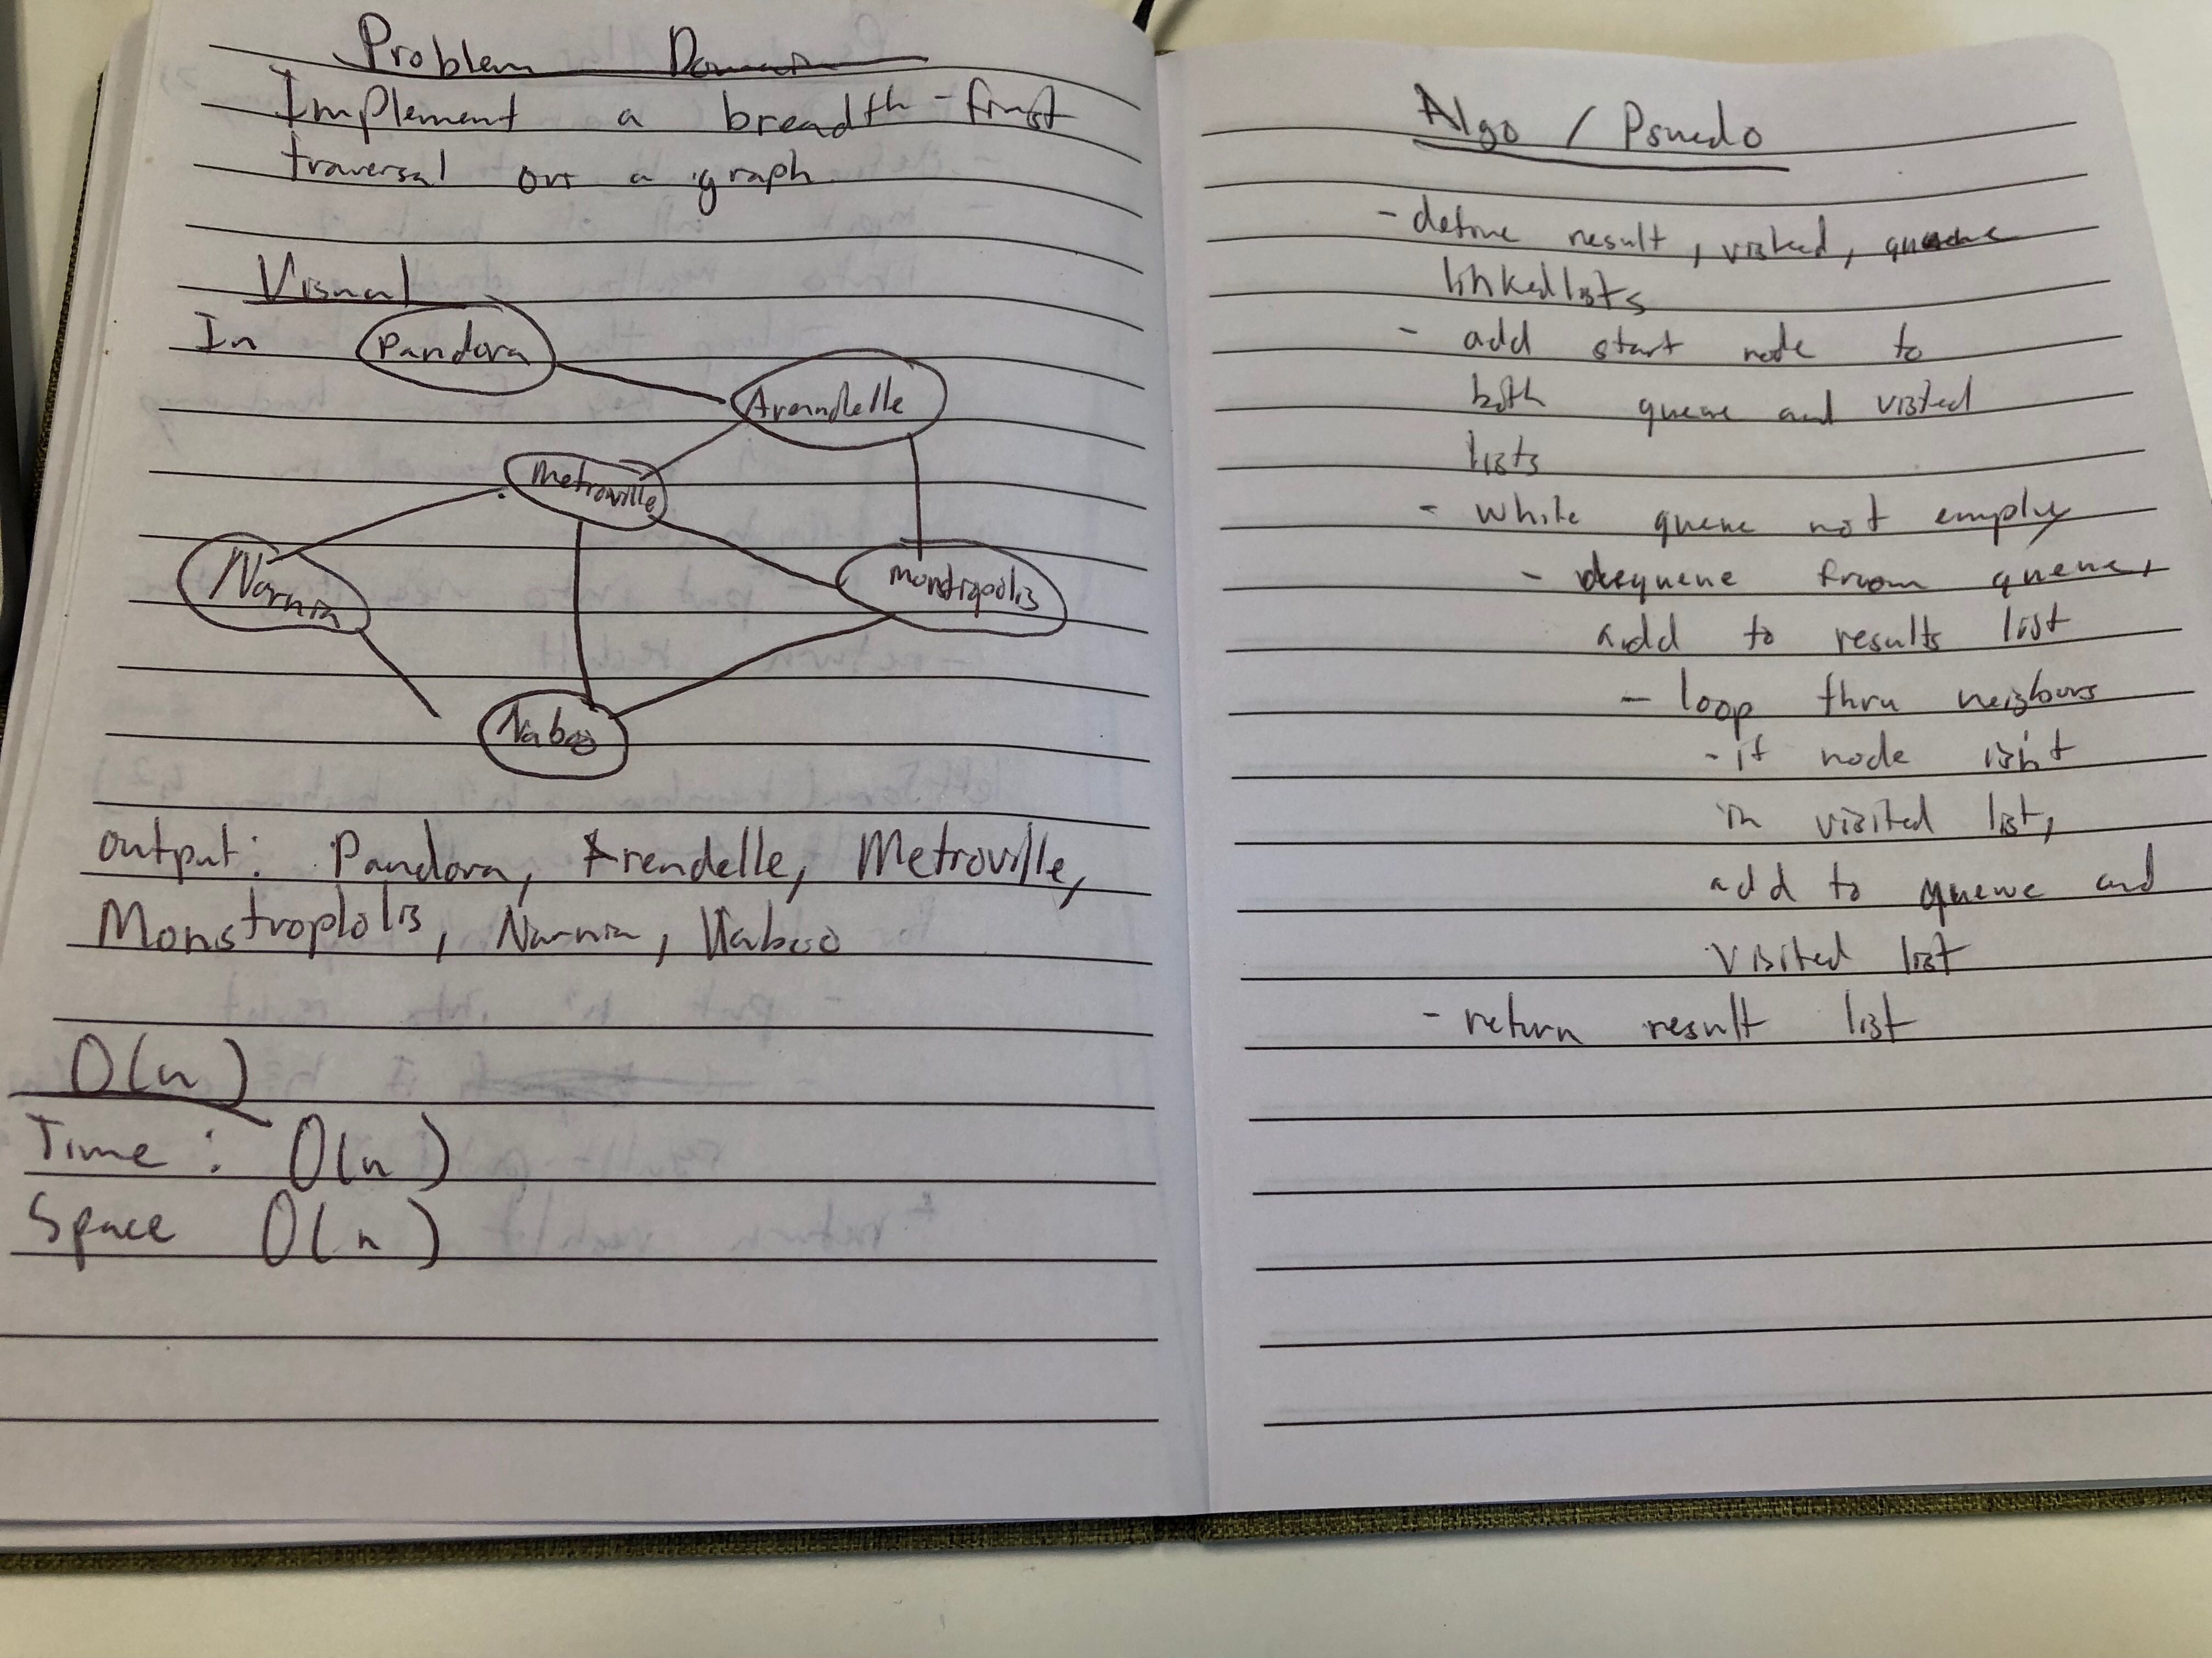 Problem Domain
Implement a breadth-first
traversal on a graph
Visual
In
Pandora
Arendelle
Metroville
Narnia
Monstropolis
Naboo
output: Pandora, Arendelle, Metroville,
Monstroplolis, Narnia, Naboo
O(n)
Time: O(n)
Space O(n)
Algo / Psuedo
- define result, visited, queue
linkedlists
- add start node to
both queue and visited
lists
- while queue not empty
- dequeue from queue,
add to results list
- loop thru neighbours
- if node isn't
in visited list,
add to queue and
visited list
- return result list